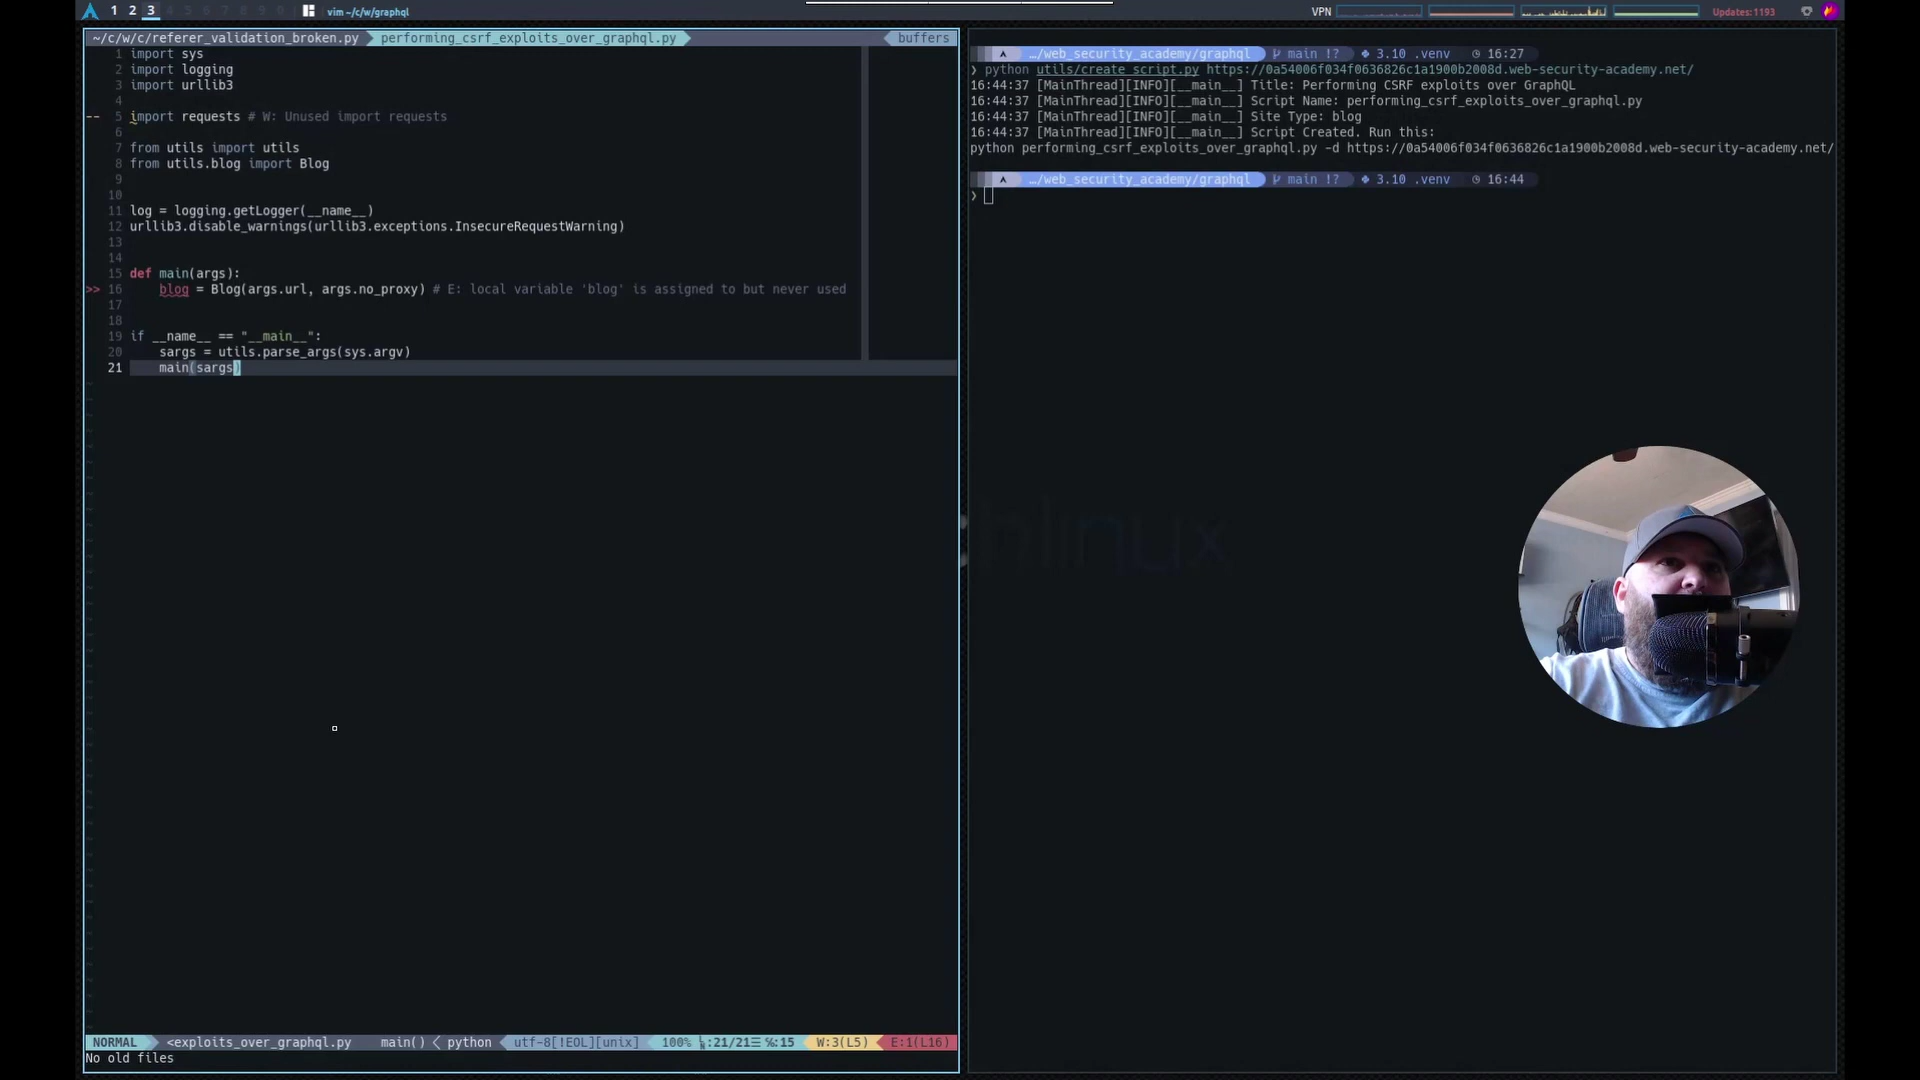 1 2 3 4 5 6 7 8 9 0 vim ~/c/w/graphql
VPN Updates:1193
~/c/w/c/referer_validation_broken.py performing_csrf_exploits_over_graphql.py buffers
1 import sys
2 import logging
3 import urllib3
4
-- 5 import requests # W: Unused import requests
6
7 from utils import utils
8 from utils.blog import Blog
9
10
11 log = logging.getLogger(__name__)
12 urllib3.disable_warnings(urllib3.exceptions.InsecureRequestWarning)
13
14
15 def main(args):
>> 16 blog = Blog(args.url, args.no_proxy) # E: local variable 'blog' is assigned to but never used
17
18
19 if __name__ == "__main__":
20 sargs = utils.parse_args(sys.argv)
21 main(sargs)
NORMAL <exploits_over_graphql.py main() < python utf-8[!EOL][unix] 100% :21/21☰ ℅:15 W:3(L5) E:1(L16)
No old files
…/web_security_academy/graphql main !? 3.10 .venv 16:27
❯ python utils/create_script.py https://0a54006f034f0636826c1a1900b2008d.web-security-academy.net/
16:44:37 [MainThread][INFO][__main__] Title: Performing CSRF exploits over GraphQL
16:44:37 [MainThread][INFO][__main__] Script Name: performing_csrf_exploits_over_graphql.py
16:44:37 [MainThread][INFO][__main__] Site Type: blog
16:44:37 [MainThread][INFO][__main__] Script Created. Run this:
python performing_csrf_exploits_over_graphql.py -d https://0a54006f034f0636826c1a1900b2008d.web-security-academy.net/
…/web_security_academy/graphql main !? 3.10 .venv 16:44
❯
hlinux